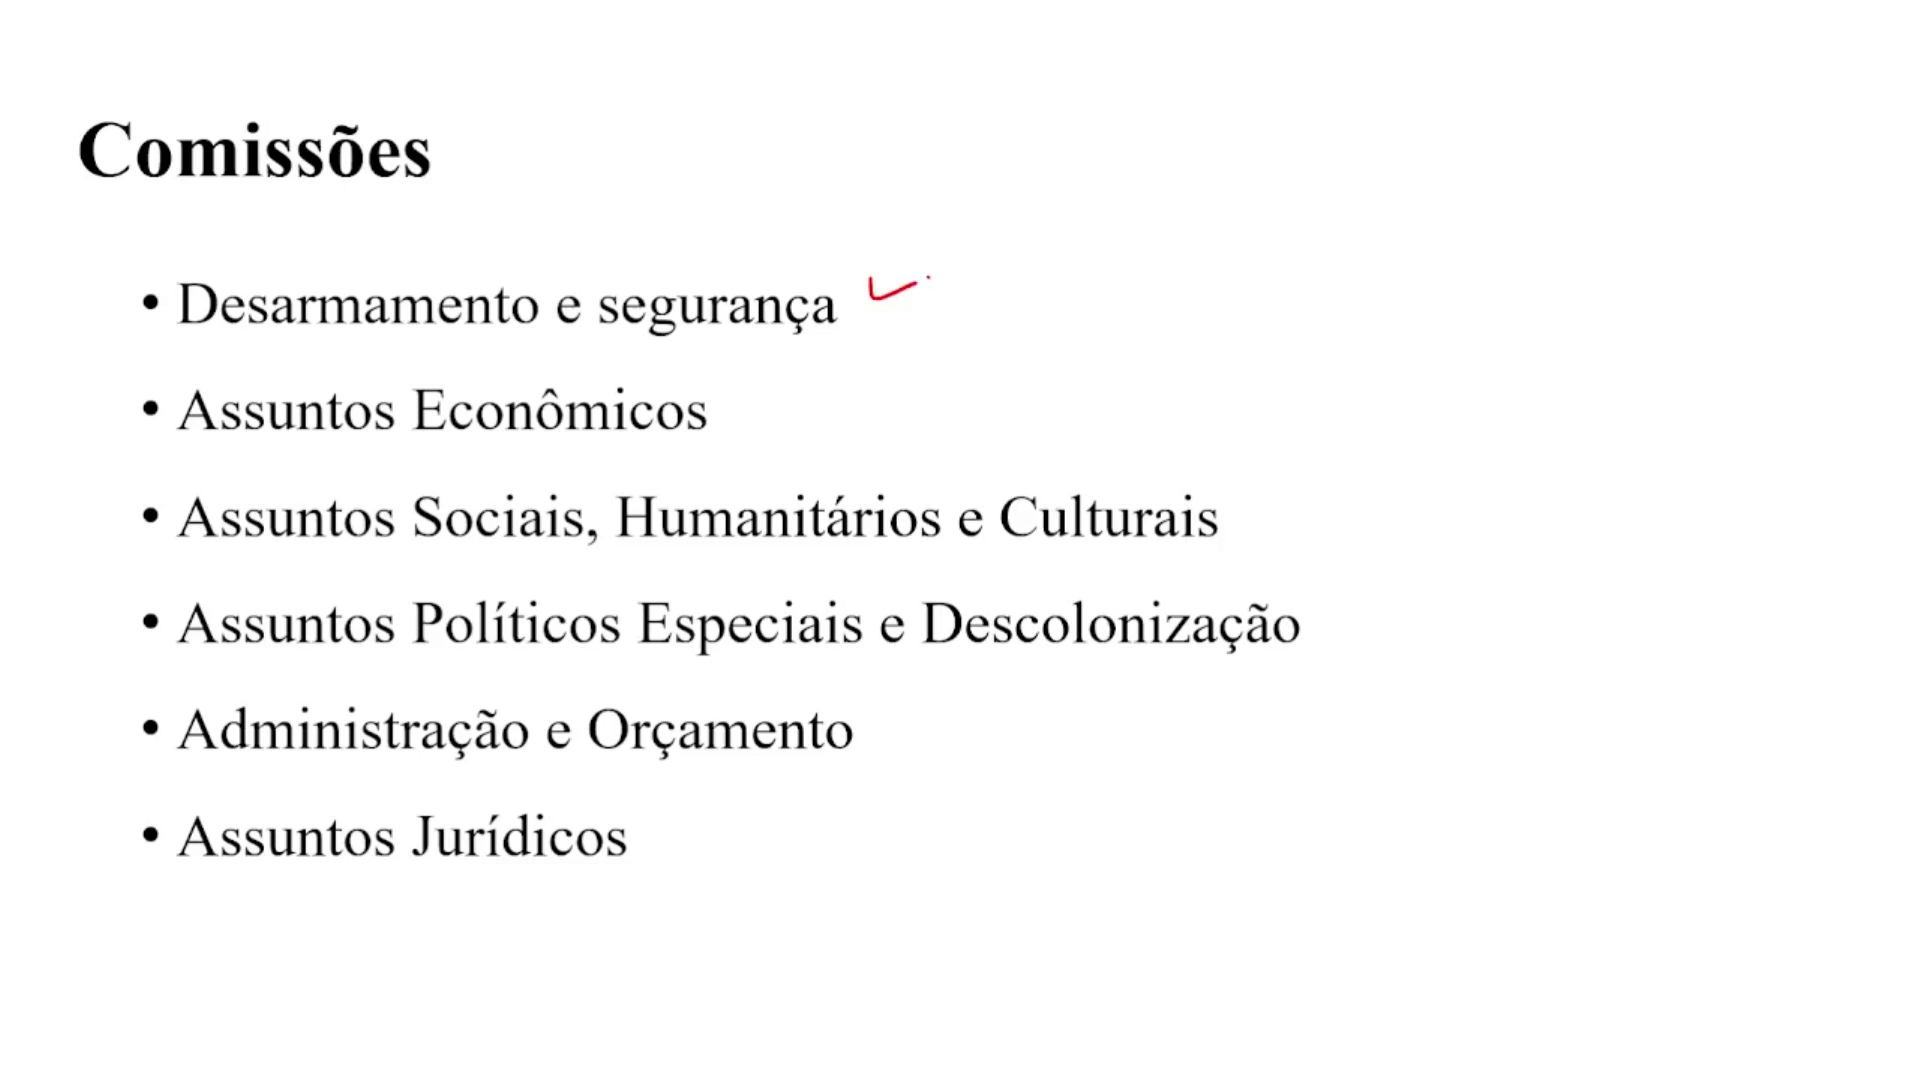 Comissões
• Desarmamento e segurança
• Assuntos Econômicos
• Assuntos Sociais, Humanitários e Culturais
• Assuntos Políticos Especiais e Descolonização
• Administração e Orçamento
• Assuntos Jurídicos